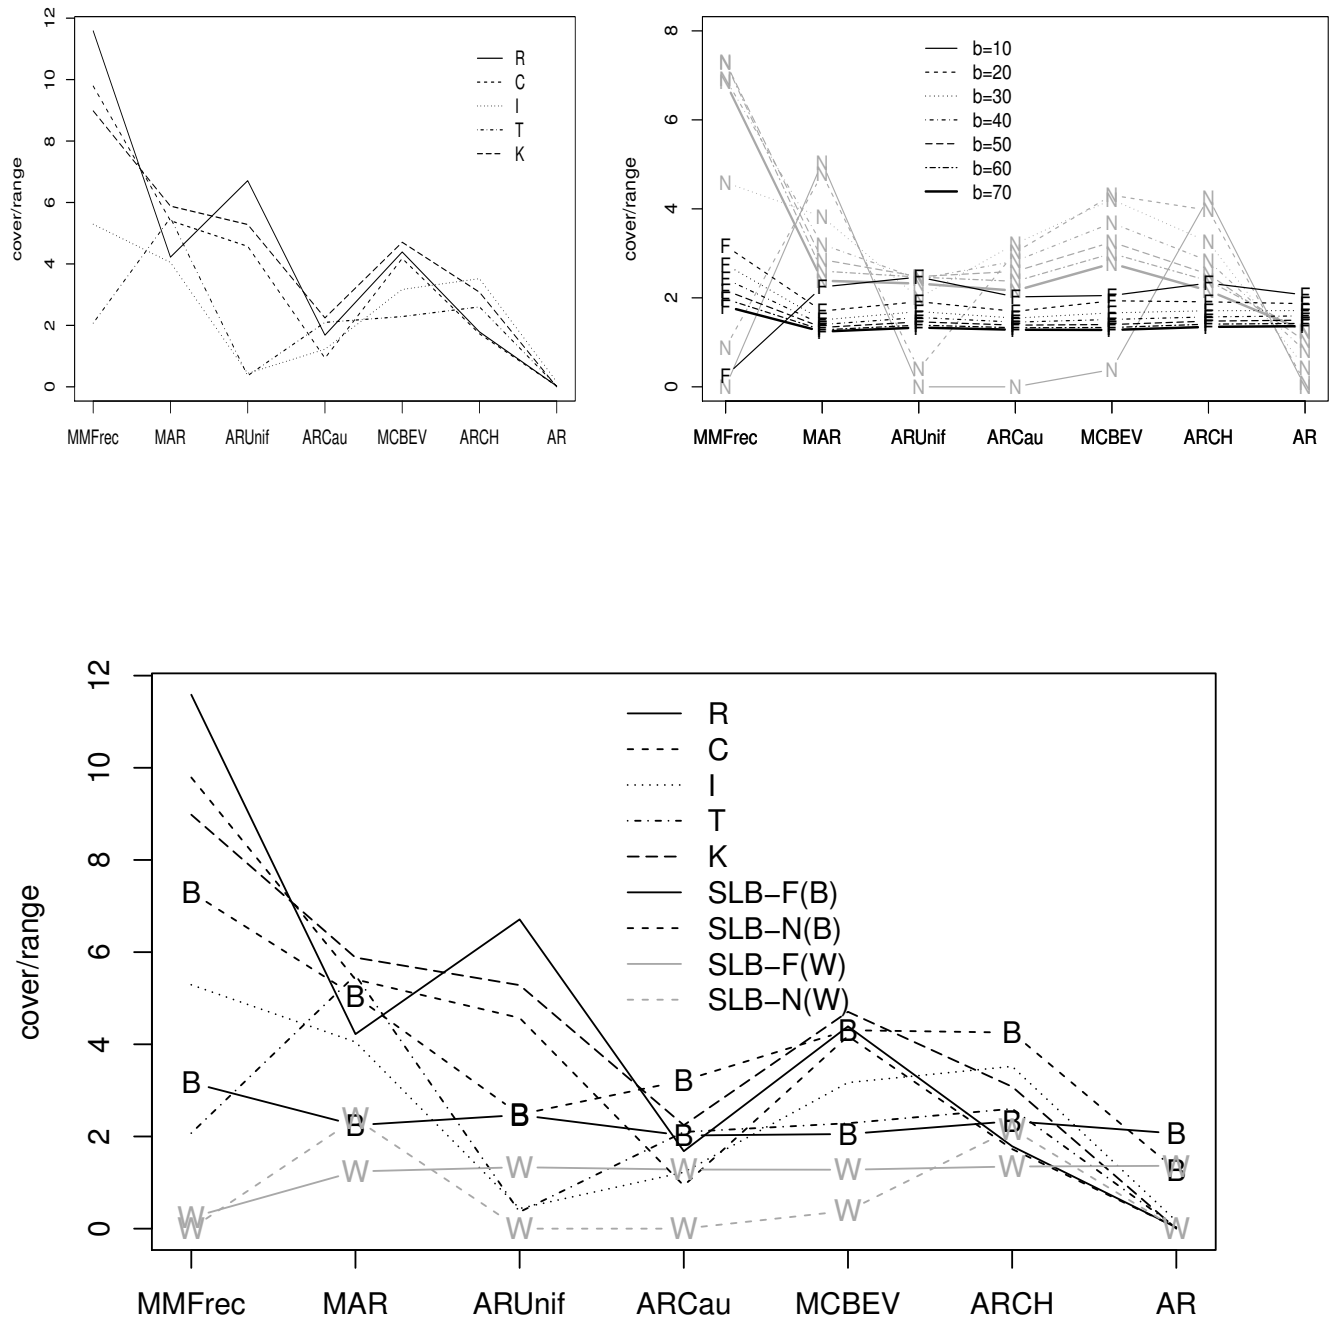 cover/range
0 2 4 6 8 10 12
R
C
I
T
K
MMFrec MAR ARUnif ARCau MCBEV ARCH AR
cover/range
0 2 4 6 8
b=10
b=20
b=30
b=40
b=50
b=60
b=70
MMFrec MAR ARUnif ARCau MCBEV ARCH AR
cover/range
0 2 4 6 8 10 12
R
C
I
T
K
SLB−F(B)
SLB−N(B)
SLB−F(W)
SLB−N(W)
MMFrec MAR ARUnif ARCau MCBEV ARCH AR